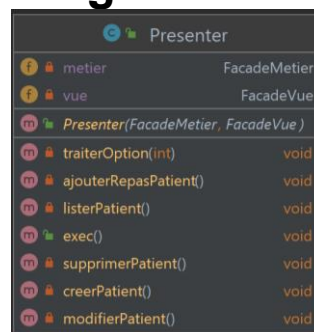 Presenter
metier FacadeMetier
vue FacadeVue
Presenter(FacadeMetier, FacadeVue)
traiterOption(int) void
ajouterRepasPatient() void
listerPatient() void
exec() void
supprimerPatient() void
creerPatient() void
modifierPatient() void